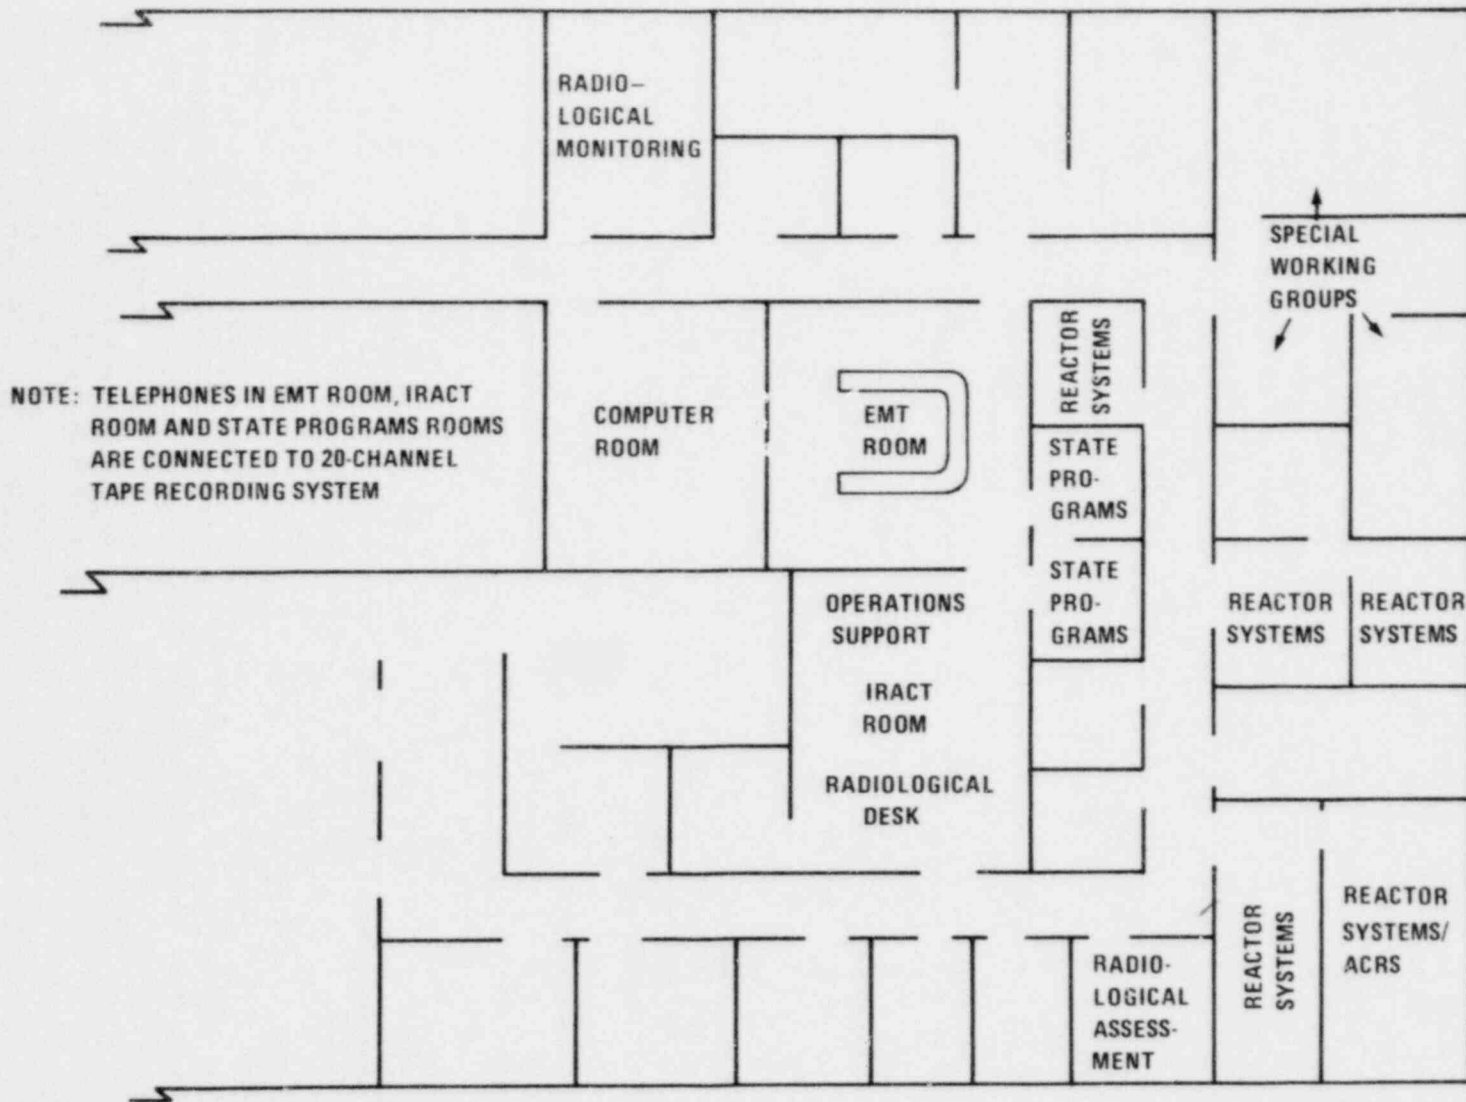 RADIO-
LOGICAL
MONITORING
SPECIAL
WORKING
GROUPS
NOTE: TELEPHONES IN EMT ROOM, IRACT
ROOM AND STATE PROGRAMS ROOMS
ARE CONNECTED TO 20-CHANNEL
TAPE RECORDING SYSTEM
COMPUTER
ROOM
EMT
ROOM
REACTOR
SYSTEMS
STATE
PRO-
GRAMS
STATE
PRO-
GRAMS
OPERATIONS
SUPPORT
IRACT
ROOM
RADIOLOGICAL
DESK
REACTOR
SYSTEMS
REACTOR
SYSTEMS
RADIO-
LOGICAL
ASSESS-
MENT
REACTOR
SYSTEMS
REACTOR
SYSTEMS/
ACRS